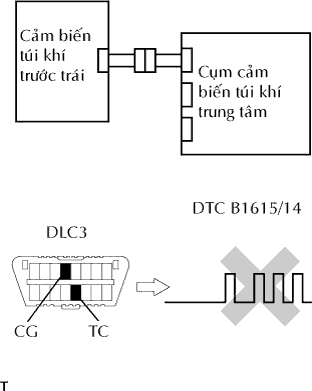 Cảm biến
túi khí
trước trái
Cụm cảm
biến túi khí
trung tâm
DTC B1615/14
DLC3
CG
TC
T